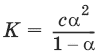 K = cα² / (1 − α)